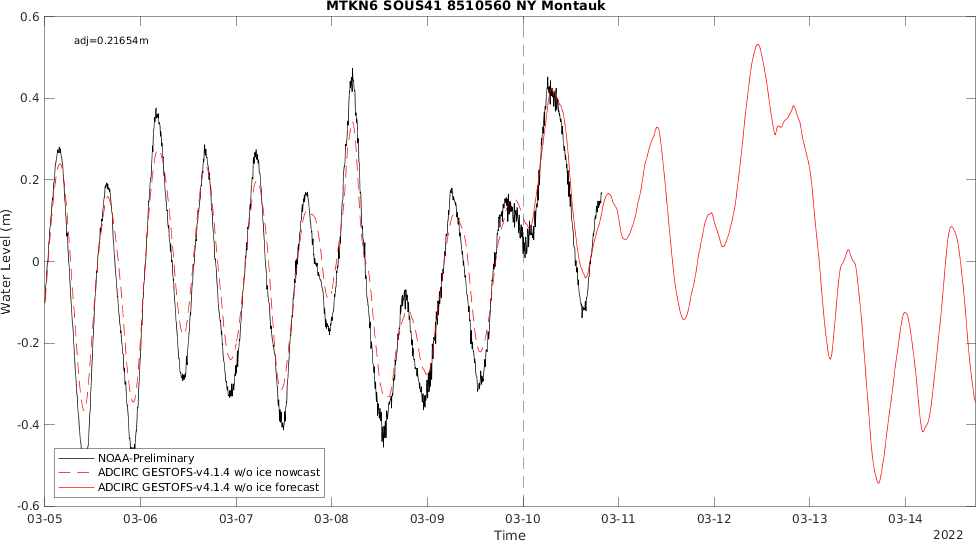 MTKN6 SOUS41 8510560 NY Montauk
0.6
adj=0.21654m
0.4
0.2
0
-0.2
-0.4
-0.6
Water Level (m)
NOAA-Preliminary
ADCIRC GESTOFS-v4.1.4 w/o ice nowcast
ADCIRC GESTOFS-v4.1.4 w/o ice forecast
03-05 03-06 03-07 03-08 03-09 03-10 03-11 03-12 03-13 03-14
Time
2022